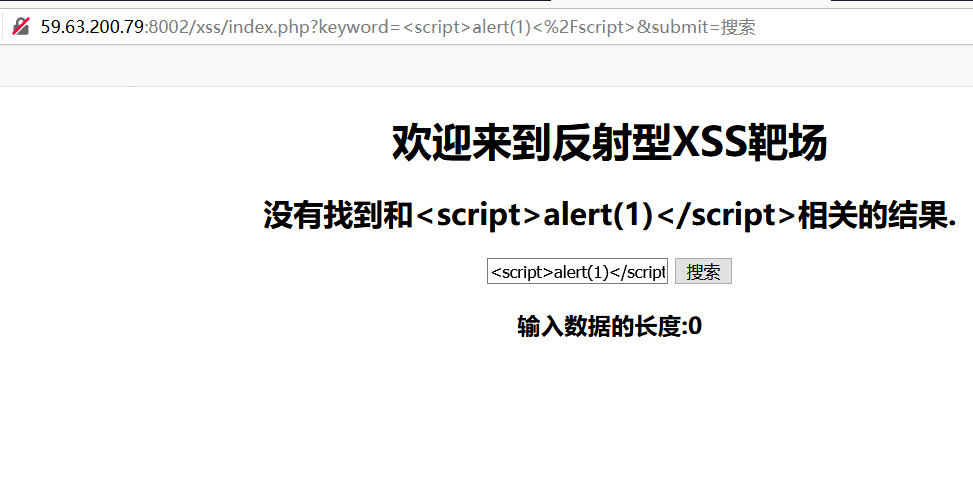 59.63.200.79:8002/xss/index.php?keyword=<script>alert(1)<%2Fscript>&submit=搜索
欢迎来到反射型XSS靶场
没有找到和<script>alert(1)</script>相关的结果.
<script>alert(1)</script 搜索
输入数据的长度:0